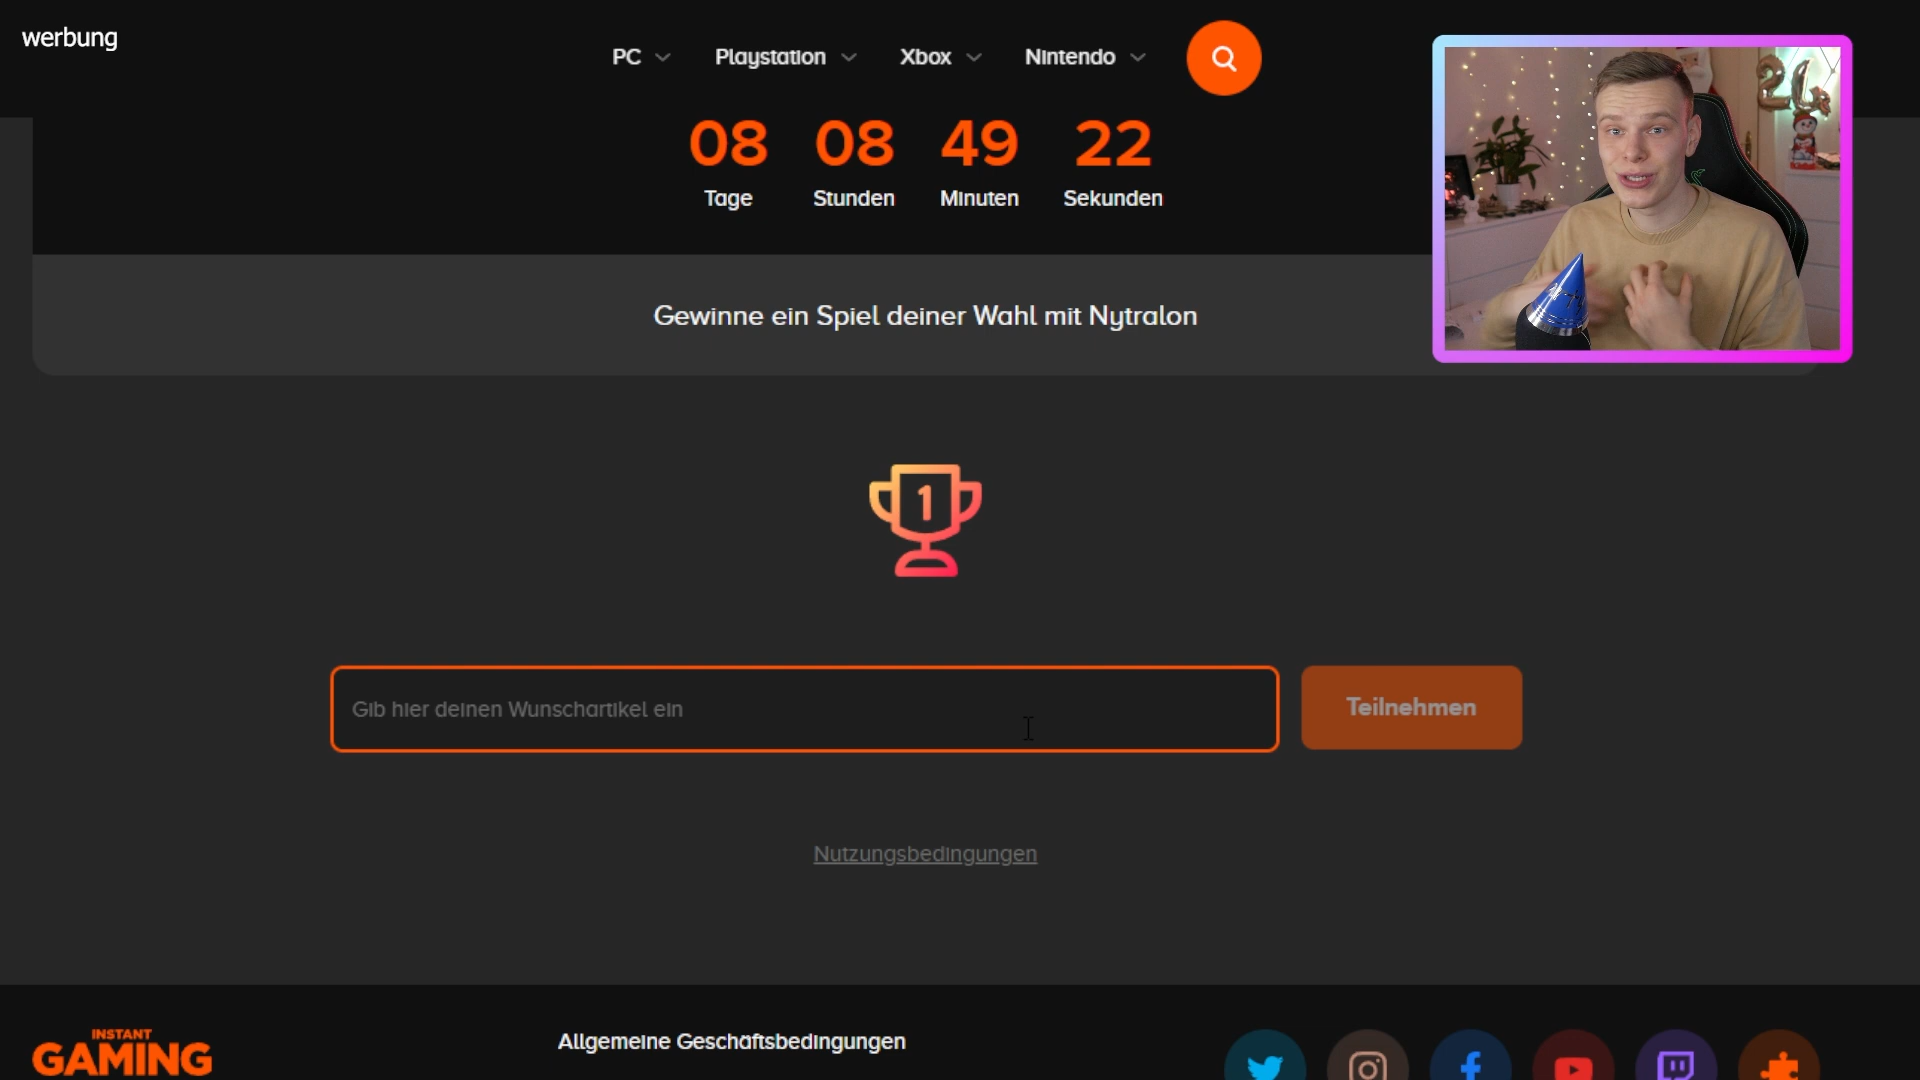 werbung
PC
Playstation
Xbox
Nintendo
08 08 49 22
Tage Stunden Minuten Sekunden
24
Gewinne ein Spiel deiner Wahl mit Nytralon
1
Gib hier deinen Wunschartikel ein
Teilnehmen
Nutzungsbedingungen
INSTANT
GAMING
Allgemeine Geschäftsbedingungen